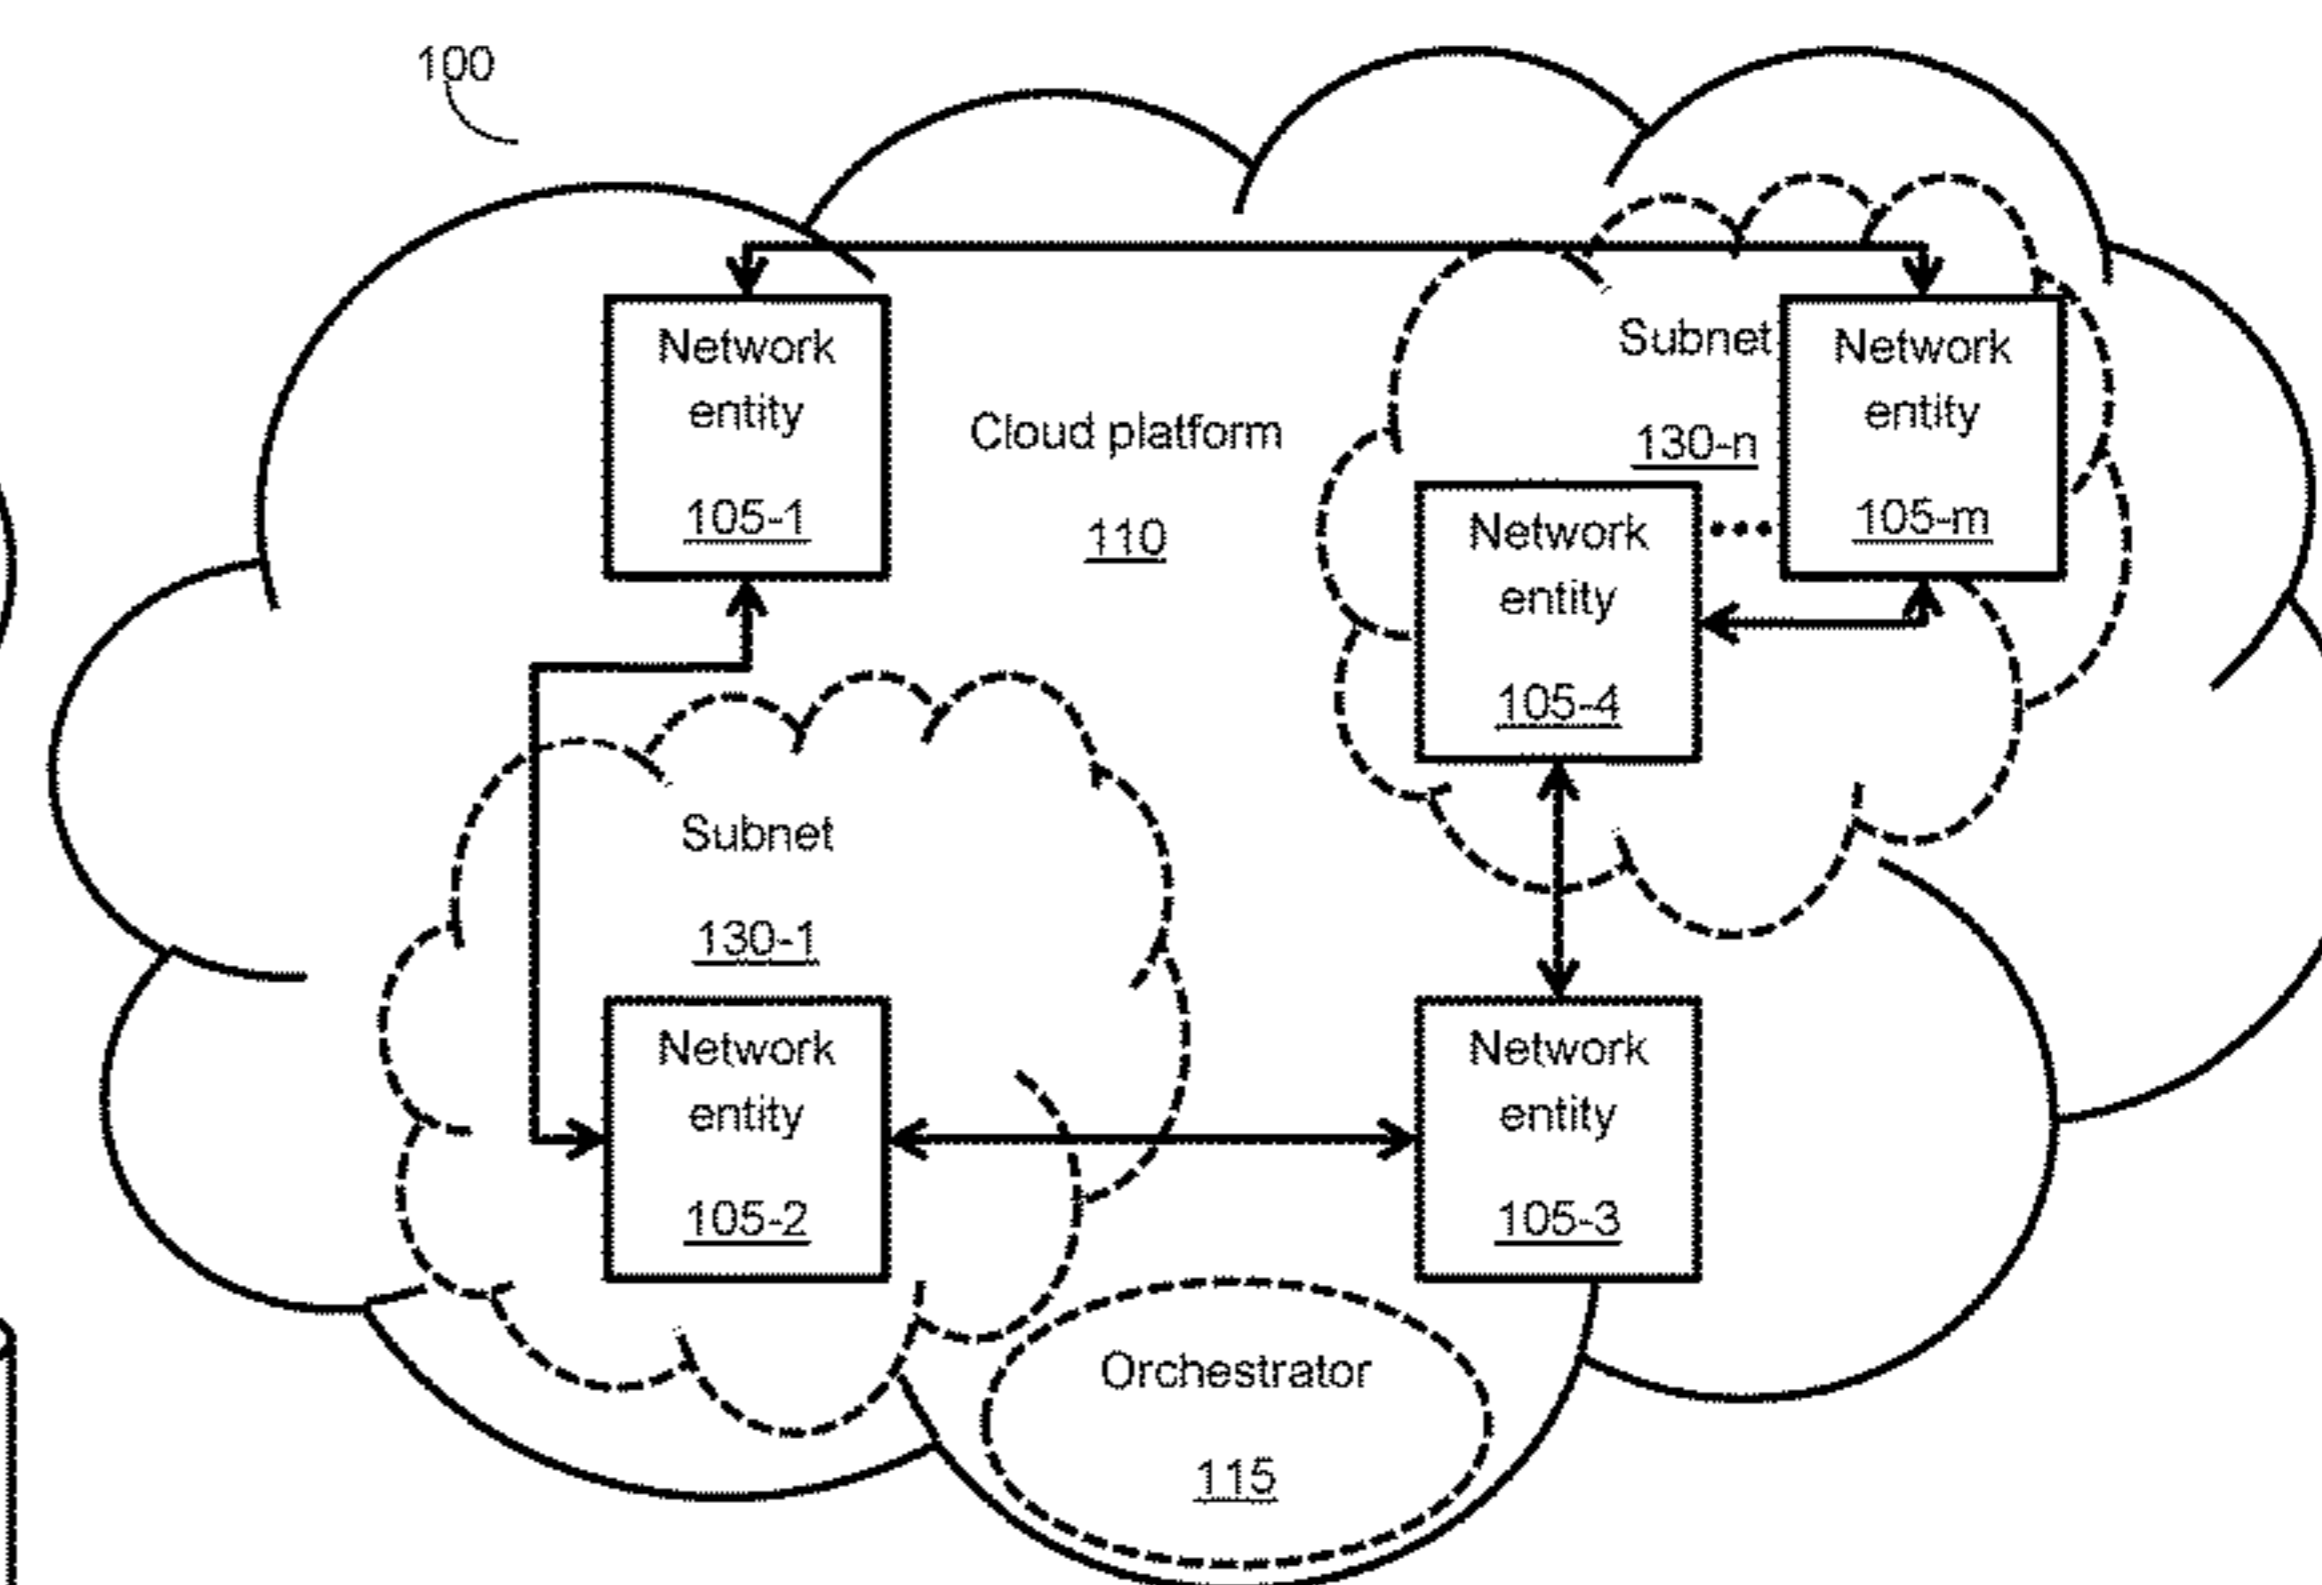 100
Network
entity
105-1
Cloud platform
110
Subnet
130-n
Network
entity
105-m
Network
entity
105-4
Subnet
130-1
Network
entity
105-2
Network
entity
105-3
Orchestrator
115